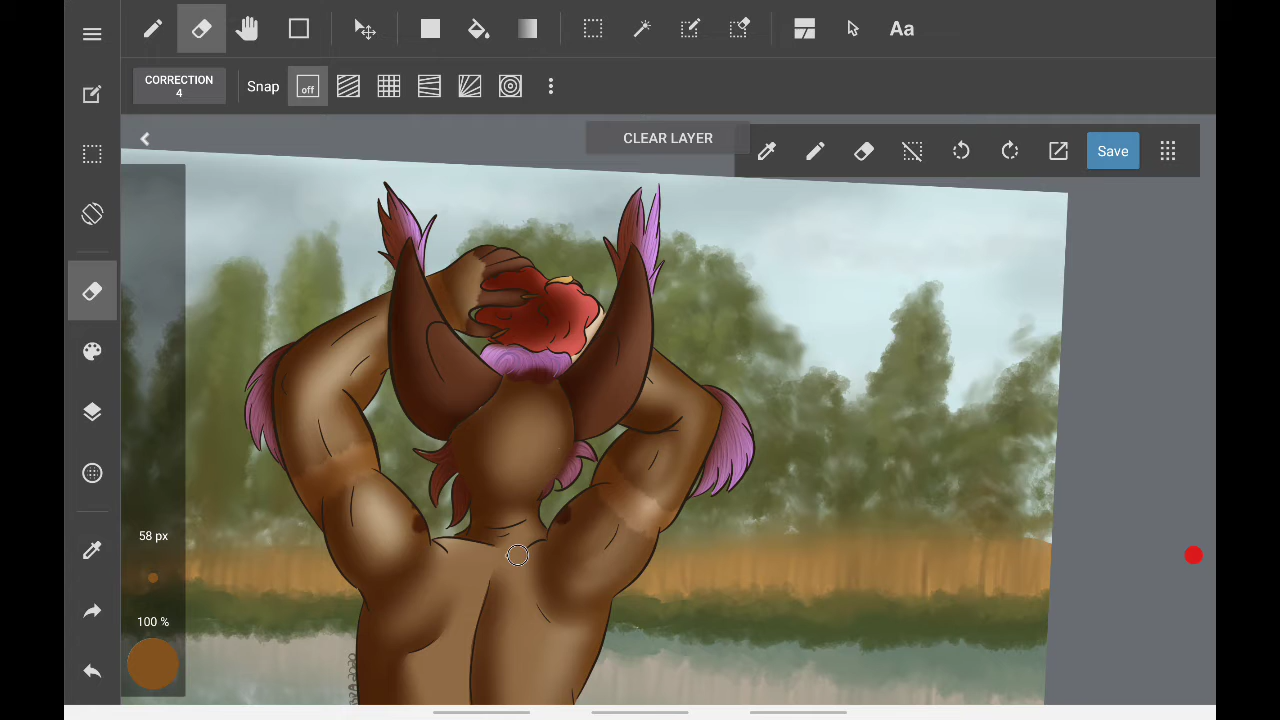 Aa
CORRECTION
4
Snap
off
CLEAR LAYER
Save
58 px
100 %